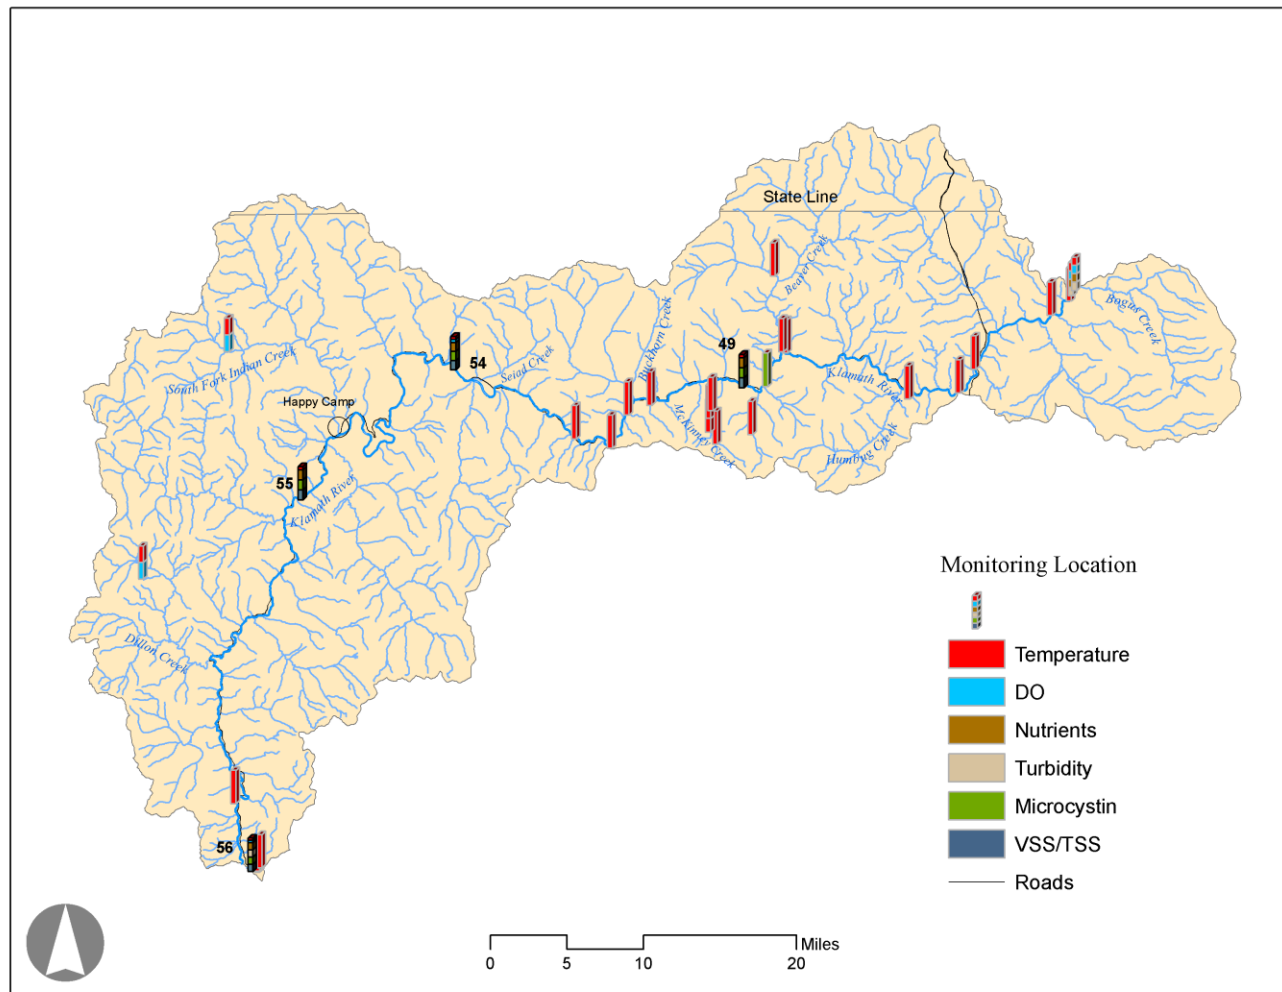 State Line
Beaver Creek
Bogus Creek
Buckhorn Creek
49
54
Seiad Creek
South Fork Indian Creek
Klamath River
Happy Camp
McKinney Creek
Humbug Creek
55
Klamath River
Dillon Creek
56
Monitoring Location
Temperature
DO
Nutrients
Turbidity
Microcystin
VSS/TSS
Roads
Miles
0 5 10 20